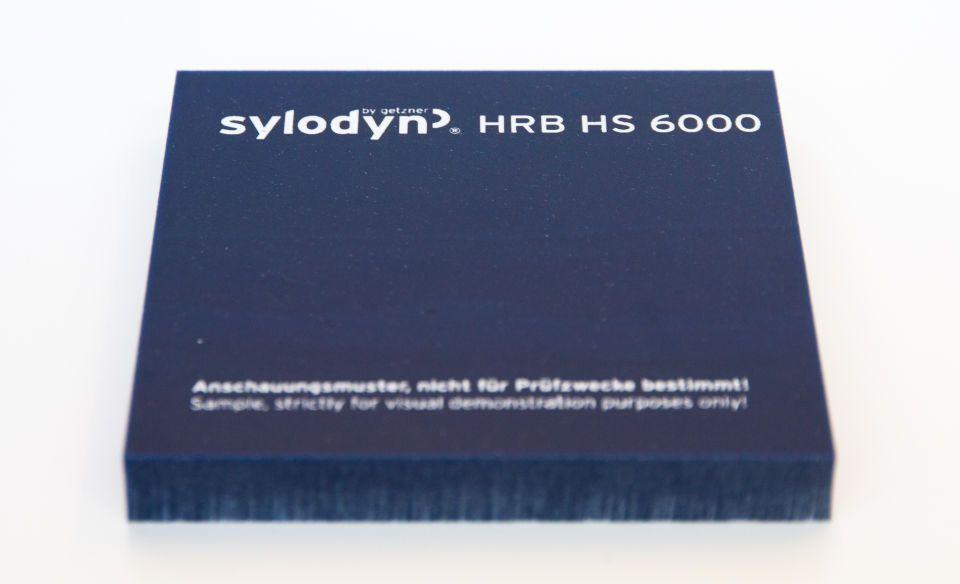 by getzner
sylodyn® HRB HS 6000
Anschauungsmuster, nicht für Prüfzwecke bestimmt!
Sample, strictly for visual demonstration purposes only!